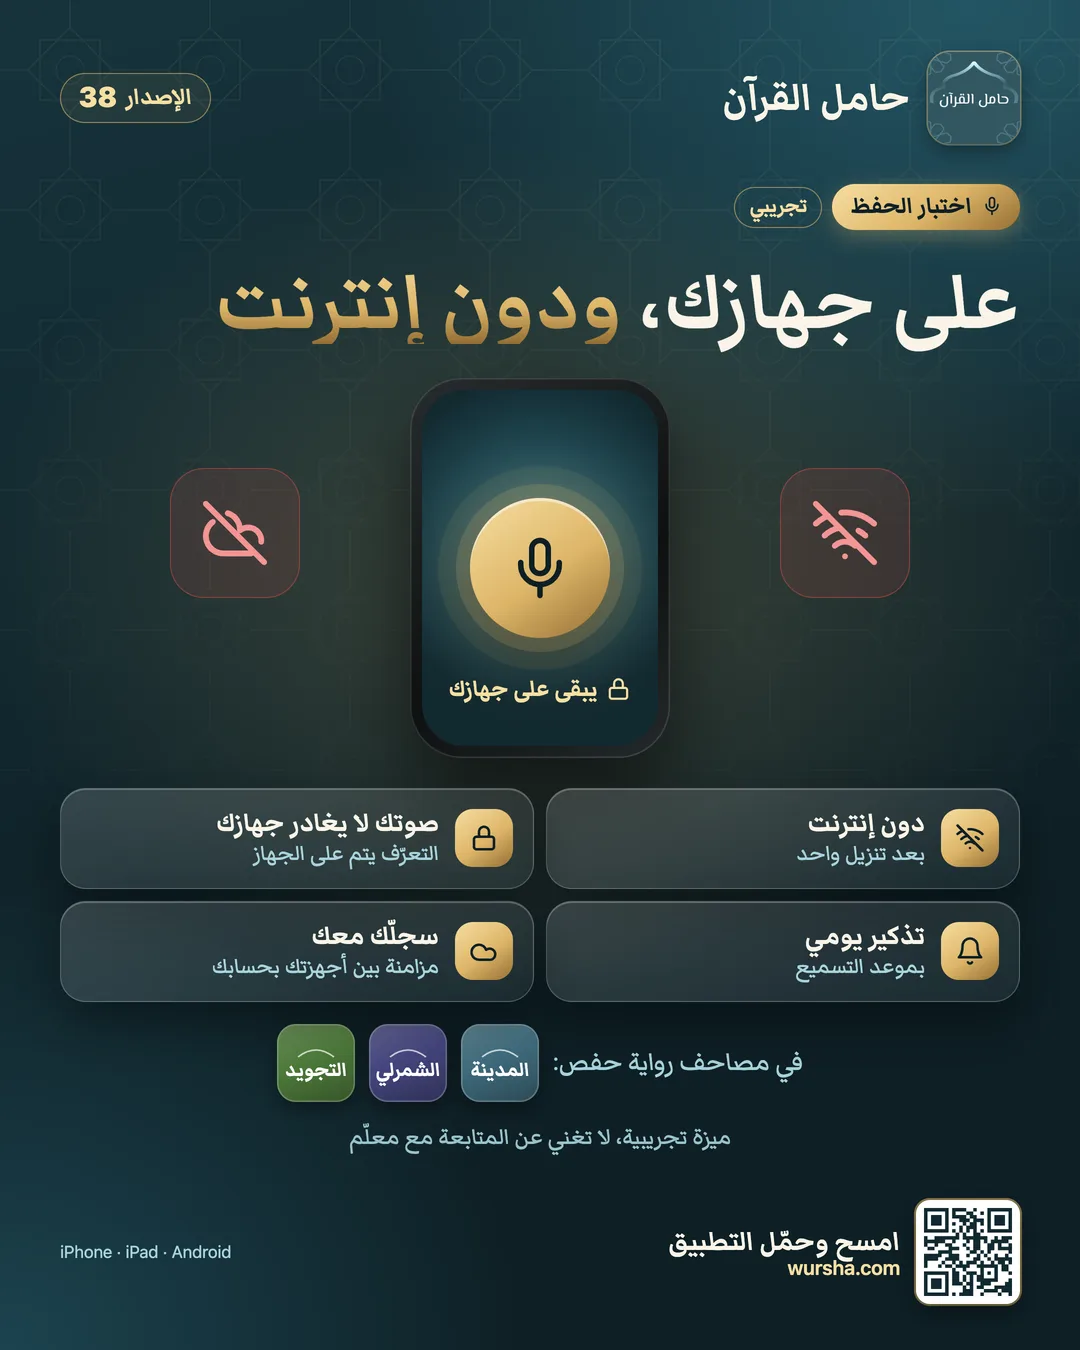 حامل القرآن
حامل القرآن
الإصدار 38
اختبار الحفظ
تجريبي
على جهازك، ودون إنترنت
يبقى على جهازك
دون إنترنت
بعد تنزيل واحد
صوتك لا يغادر جهازك
التعرّف يتم على الجهاز
تذكير يومي
بموعد التسميع
سجلّك معك
مزامنة بين أجهزتك بحسابك
في مصاحف رواية حفص:
المدينة
الشمرلي
التجويد
ميزة تجريبية، لا تغني عن المتابعة مع معلّم
امسح وحمّل التطبيق
wursha.com
iPhone · iPad · Android